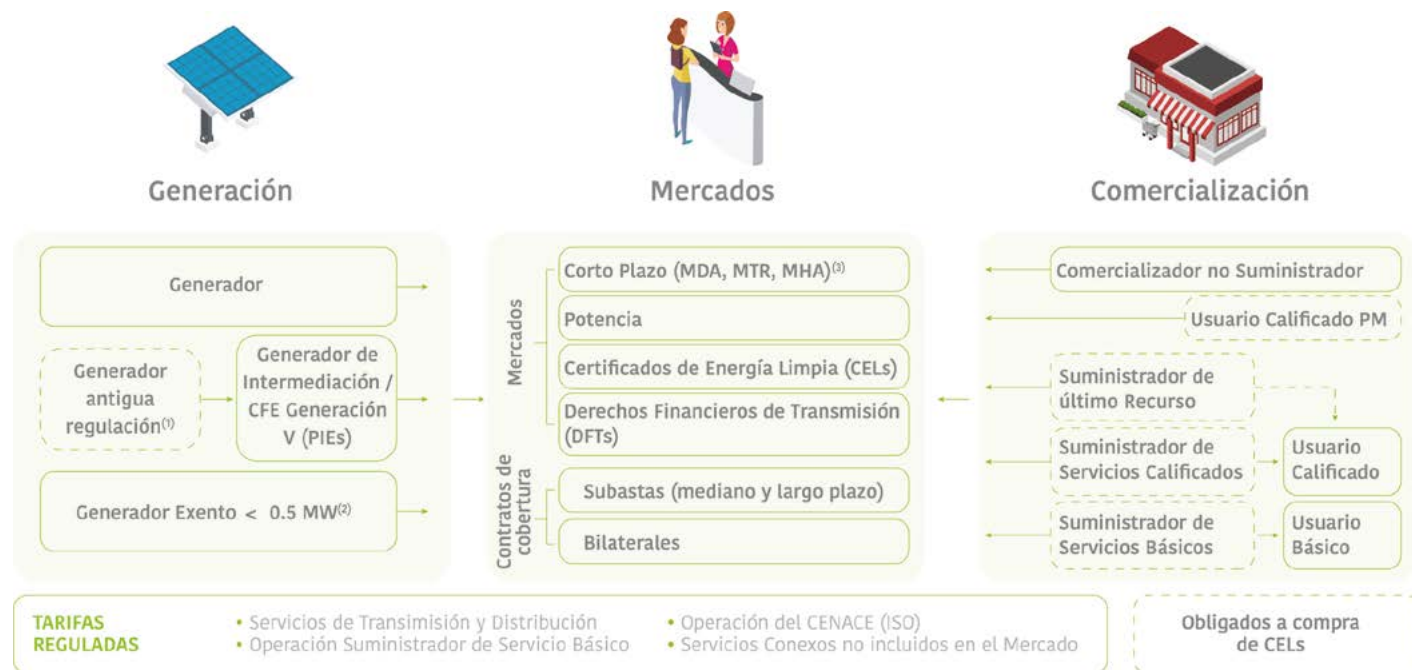 Generación
Generador
Generador
antigua
regulación(1)
Generador de
Intermediación /
CFE Generación
V (PIEs)
Generador Exento < 0.5 MW(2)
Mercados
Mercados
Corto Plazo (MDA, MTR, MHA)(3)
Potencia
Certificados de Energía Limpia (CELs)
Derechos Financieros de Transmisión
(DFTs)
Contratos de
cobertura
Subastas (mediano y largo plazo)
Bilaterales
Comercialización
Comercializador no Suministrador
Usuario Calificado PM
Suministrador de
último Recurso
Suministrador de
Servicios Calificados
Usuario
Calificado
Suministrador de
Servicios Básicos
Usuario
Básico
TARIFAS
REGULADAS
• Servicios de Transimisión y Distribución
• Operación Suministrador de Servicio Básico
• Operación del CENACE (ISO)
• Servicios Conexos no incluidos en el Mercado
Obligados a compra
de CELs